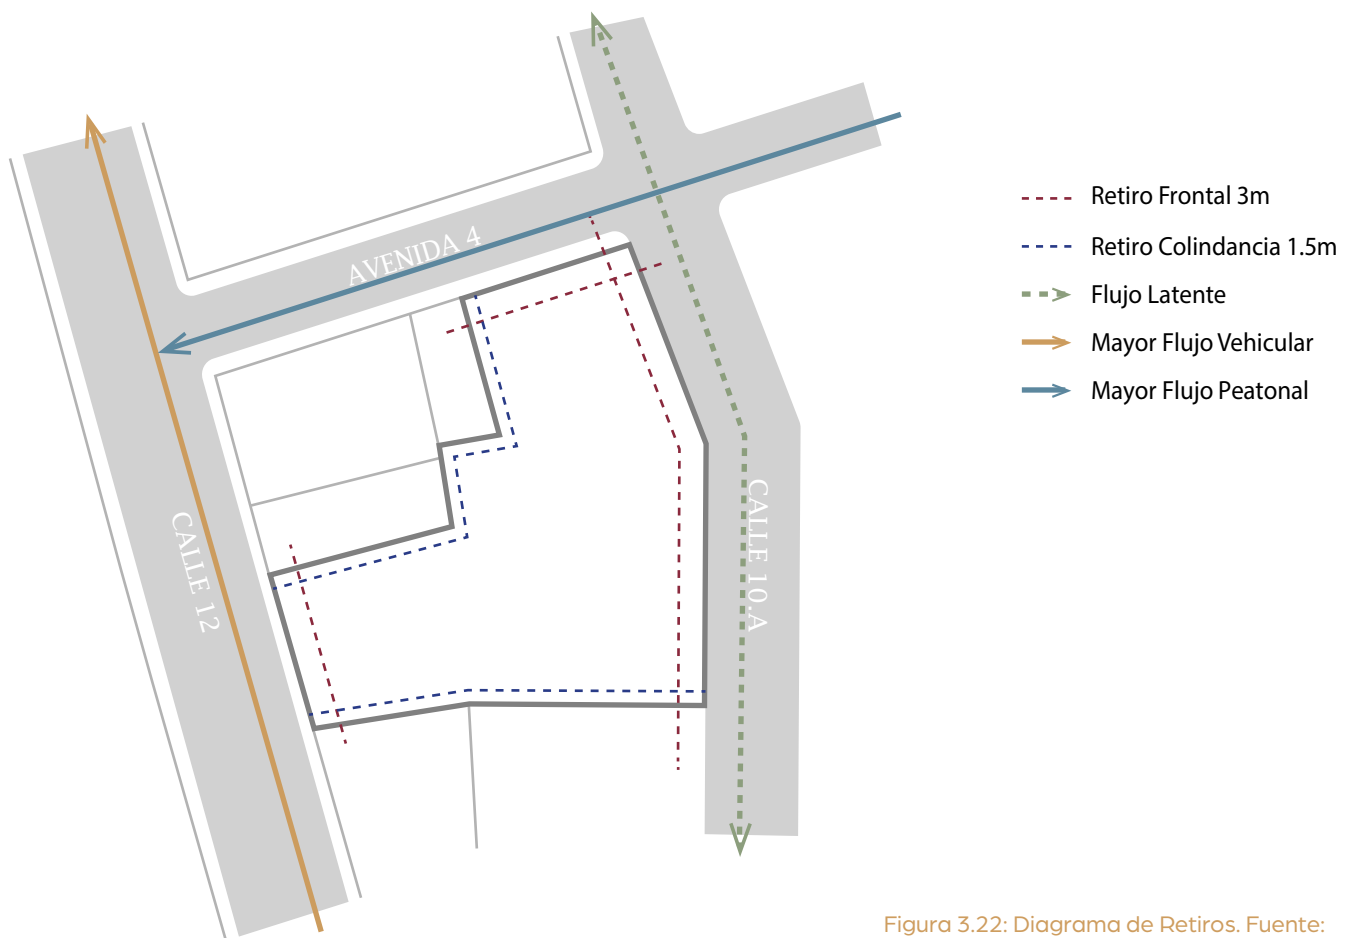 AVENIDA 4
CALLE 12
CALLE 10.A
Retiro Frontal 3m
Retiro Colindancia 1.5m
Flujo Latente
Mayor Flujo Vehicular
Mayor Flujo Peatonal
Figura 3.22: Diagrama de Retiros. Fuente: